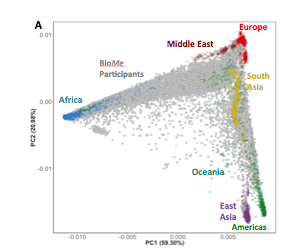 A
Europe
0.01
Middle East
BioMe
Participants
South
Asia
Africa
0.00
PC2 (20.98%)
-0.01
Oceania
East
Asia
Americas
-0.010
-0.005
0.000
0.005
PC1 (59.30%)